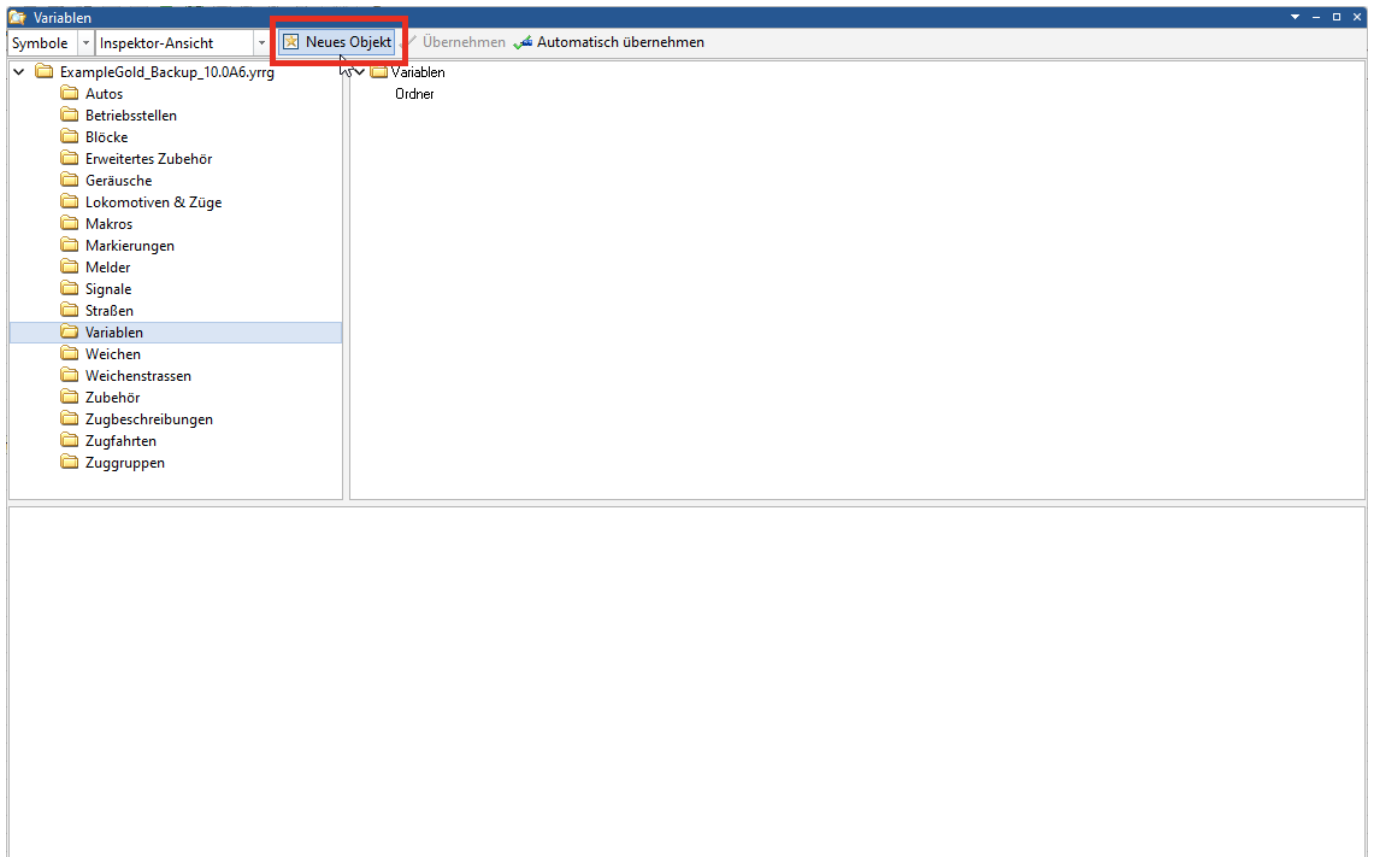 Variablen
Symbole Inspektor-Ansicht Neues Objekt Übernehmen Automatisch übernehmen
ExampleGold_Backup_10.0A6.yrrg
Autos
Betriebsstellen
Blöcke
Erweitertes Zubehör
Geräusche
Lokomotiven & Züge
Makros
Markierungen
Melder
Signale
Straßen
Variablen
Weichen
Weichenstrassen
Zubehör
Zugbeschreibungen
Zugfahrten
Zuggruppen
Variablen
Ordner